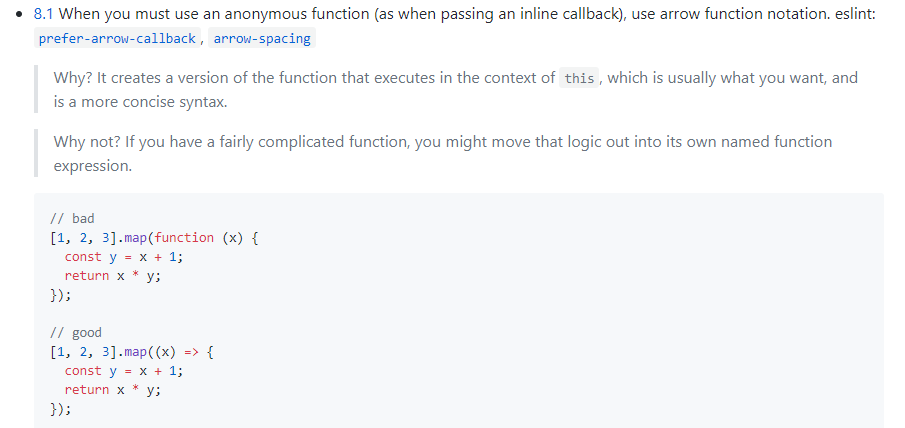 8.1 When you must use an anonymous function (as when passing an inline callback), use arrow function notation. eslint:
prefer-arrow-callback , arrow-spacing
Why? It creates a version of the function that executes in the context of this , which is usually what you want, and
is a more concise syntax.
Why not? If you have a fairly complicated function, you might move that logic out into its own named function
expression.
// bad
[1, 2, 3].map(function (x) {
  const y = x + 1;
  return x * y;
});
// good
[1, 2, 3].map((x) => {
  const y = x + 1;
  return x * y;
});